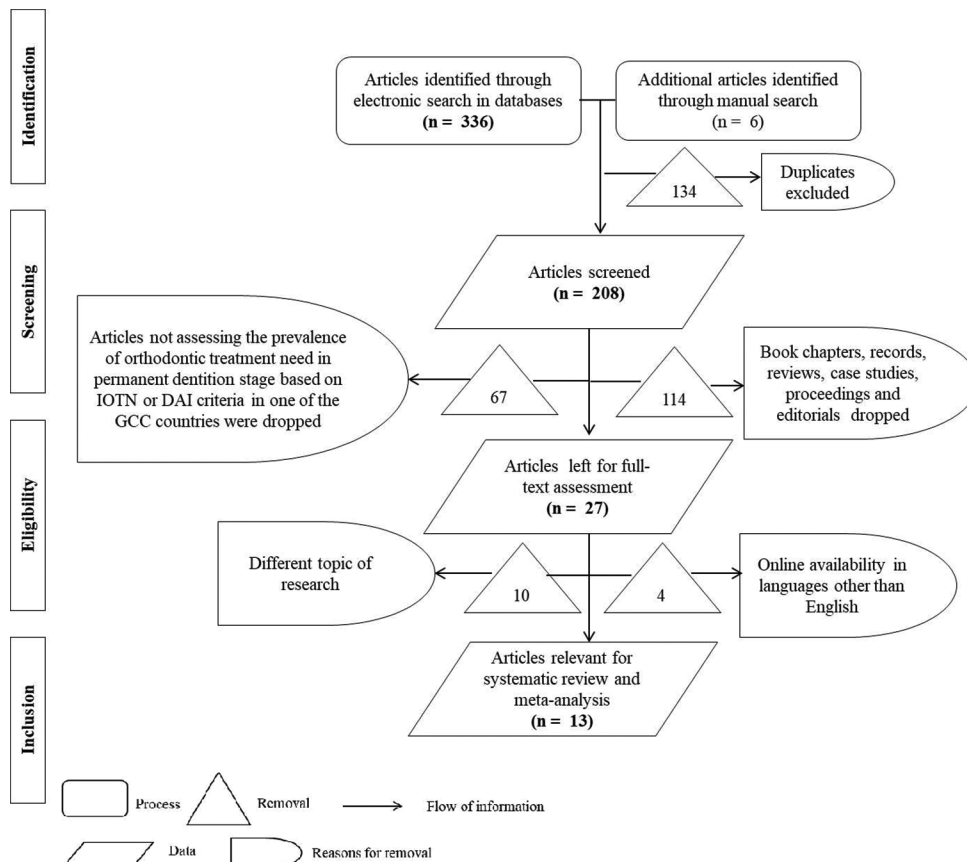 Identification
Articles identified through
electronic search in databases
(n = 336)
Additional articles identified
through manual search
(n = 6)
134
Duplicates
excluded
Screening
Articles screened
(n = 208)
Articles not assessing the
prevalence of orthodontic treatment need in
permanent dentition stage based on
IOTN or DAI criteria in one of the
GCC countries were dropped
67
114
Book chapters, records,
reviews, case studies,
proceedings and
editorials dropped
Eligibility
Articles left for full-
text assessment
(n = 27)
Different topic of
research
10
4
Online availability in
languages other than
English
Inclusion
Articles relevant for
systematic review and
meta-analysis
(n = 13)
Process
Removal
Flow of information
Data
Reasons for removal